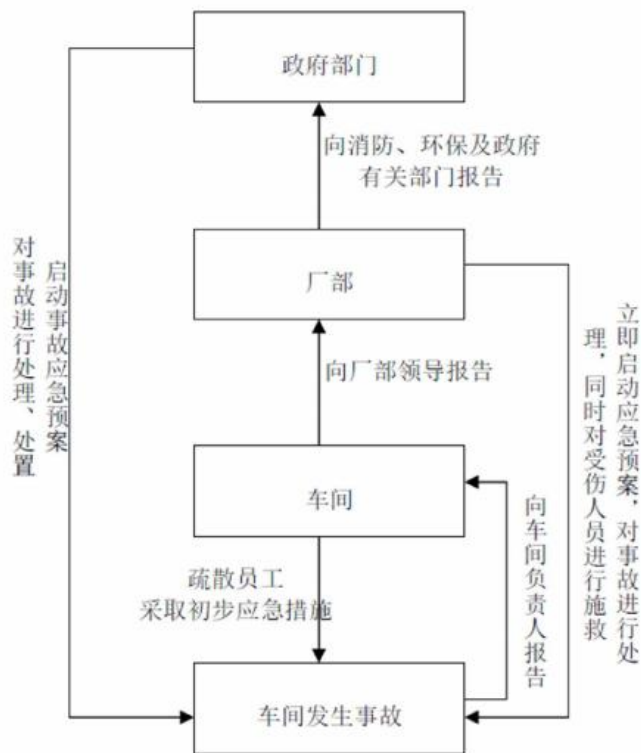 政府部门
向消防、环保及政府
有关部门报告
厂部
向厂部领导报告
车间
疏散员工
采取初步应急措施
车间发生事故
启动事故应急预案
对事故进行处理、处置
向车间负责人报告
立即启动应急预案，对事故进行处
理，同时对受伤人员进行施救